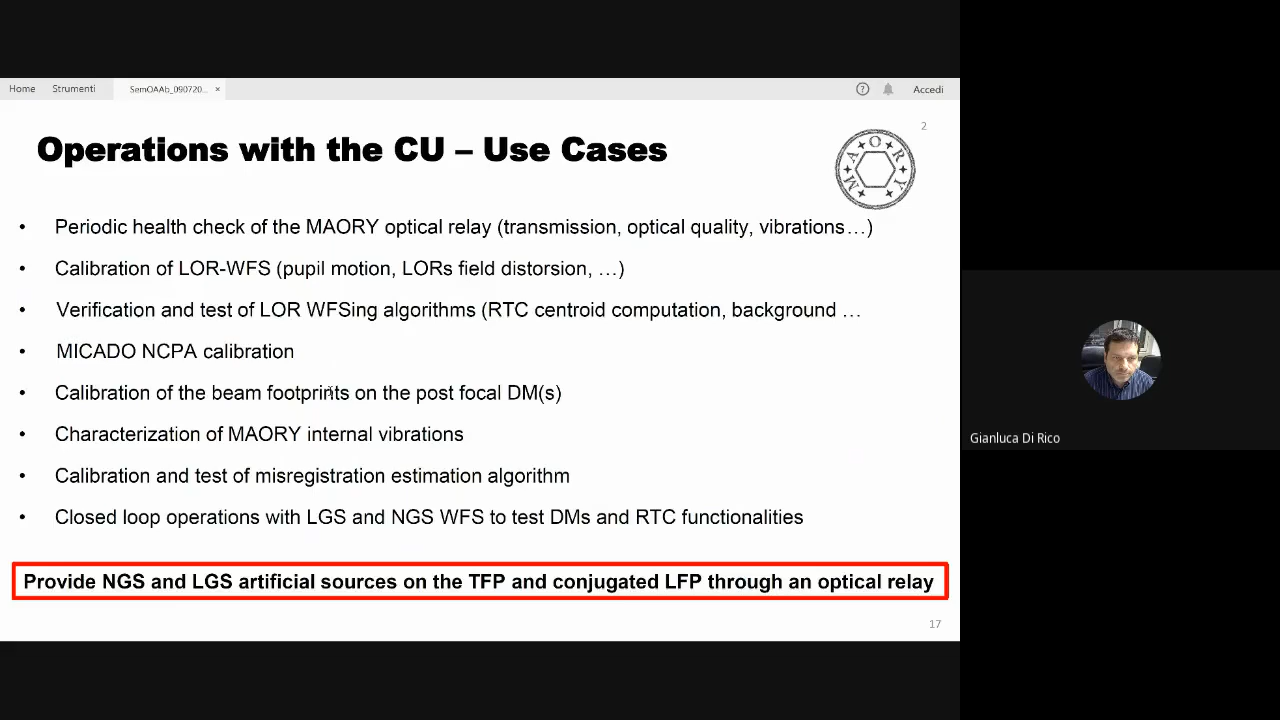 Home Strumenti SemOAAb_090720... × ? Accedi
2
Operations with the CU – Use Cases
MAORY
• Periodic health check of the MAORY optical relay (transmission, optical quality, vibrations…)
• Calibration of LOR-WFS (pupil motion, LORs field distorsion, …)
• Verification and test of LOR WFSing algorithms (RTC centroid computation, background …
• MICADO NCPA calibration
• Calibration of the beam footprints on the post focal DM(s)
• Characterization of MAORY internal vibrations
• Calibration and test of misregistration estimation algorithm
• Closed loop operations with LGS and NGS WFS to test DMs and RTC functionalities
Provide NGS and LGS artificial sources on the TFP and conjugated LFP through an optical relay
17
Gianluca Di Rico